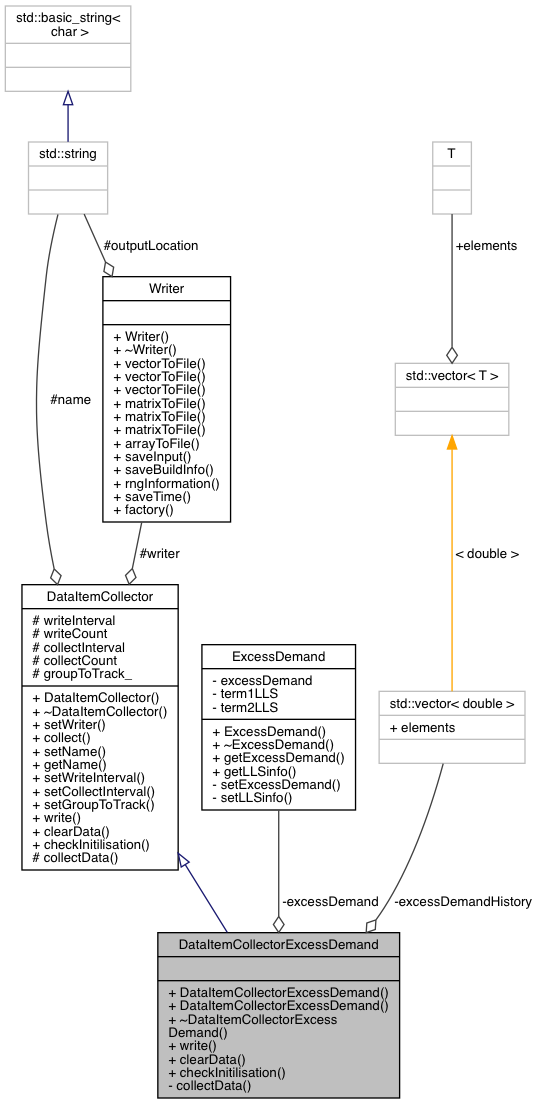 std::basic_string<
char >
std::string
T
#outputLocation
+elements
Writer
+ Writer()
+ ~Writer()
+ vectorToFile()
+ vectorToFile()
+ vectorToFile()
+ matrixToFile()
+ matrixToFile()
+ matrixToFile()
+ arrayToFile()
+ saveInput()
+ saveBuildInfo()
+ rngInformation()
+ saveTime()
+ factory()
std::vector< T >
#name
#writer
< double >
DataItemCollector
# writeInterval
# writeCount
# collectInterval
# collectCount
# groupToTrack_
+ DataItemCollector()
+ ~DataItemCollector()
+ setWriter()
+ collect()
+ setName()
+ getName()
+ setWriteInterval()
+ setCollectInterval()
+ setGroupToTrack()
+ write()
+ clearData()
+ checkInitilisation()
# collectData()
ExcessDemand
- excessDemand
- term1LLS
- term2LLS
+ ExcessDemand()
+ ~ExcessDemand()
+ getExcessDemand()
+ getLLSinfo()
- setExcessDemand()
- setLLSinfo()
std::vector< double >
+ elements
-excessDemand
-excessDemandHistory
DataItemCollectorExcessDemand
+ DataItemCollectorExcessDemand()
+ DataItemCollectorExcessDemand()
+ ~DataItemCollectorExcess
Demand()
+ write()
+ clearData()
+ checkInitilisation()
- collectData()